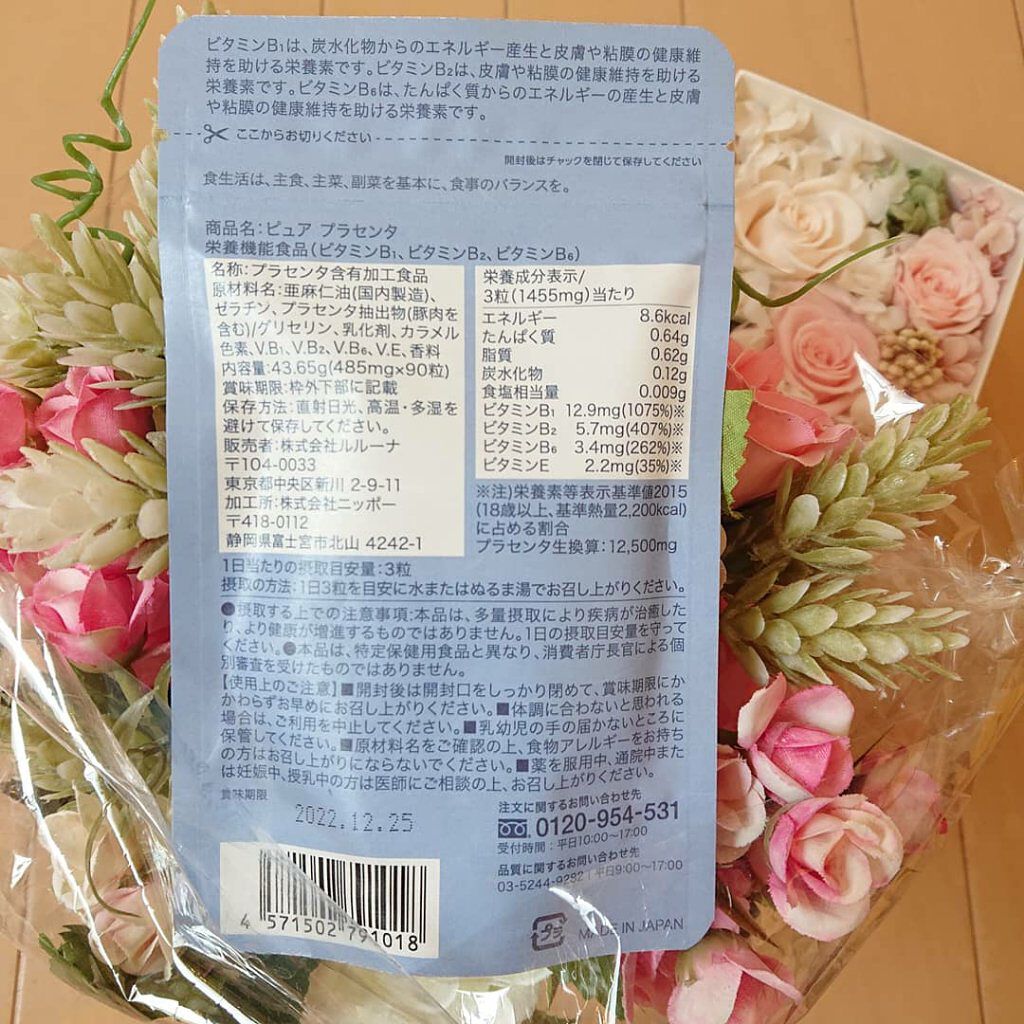 ビタミンB₁は、炭水化物からのエネルギー産生と皮膚や粘膜の健康維
持を助ける栄養素です。ビタミンB₂は、皮膚や粘膜の健康維持を助ける
栄養素です。ビタミンB₆は、たんぱく質からのエネルギーの産生と皮膚
や粘膜の健康維持を助ける栄養素です。
ここからお切りください
開封後はチャックを閉じて保存してください
食生活は、主食、主菜、副菜を基本に、食事のバランスを。
商品名:ピュア プラセンタ
栄養機能食品(ビタミンB₁、ビタミンB₂、ビタミンB₆)
名称:プラセンタ含有加工食品
原材料名:亜麻仁油(国内製造)、
ゼラチン、プラセンタ抽出物(豚肉を
含む)/グリセリン、乳化剤、カラメル
色素、V.B₁、V.B₂、V.B₆、V.E、香料
内容量:43.65g(485mg×90粒)
賞味期限:枠外下部に記載
保存方法:直射日光、高温・多湿を
避けて保存してください。
販売者:株式会社ルルーナ
〒104-0033
東京都中央区新川 2-9-11
加工所:株式会社ニッポー
〒418-0112
静岡県富士宮市北山 4242-1
栄養成分表示/
3粒(1455mg)当たり
エネルギー 8.6kcal
たんぱく質 0.64g
脂質 0.62g
炭水化物 0.12g
食塩相当量 0.009g
ビタミンB₁ 12.9mg(1075%)※
ビタミンB₂ 5.7mg(407%)※
ビタミンB₆ 3.4mg(262%)※
ビタミンE 2.2mg(35%)※
※注)栄養素等表示基準値2015
(18歳以上、基準熱量2,200kcal)
に占める割合
プラセンタ生換算:12,500mg
1日当たりの摂取目安量:3粒
摂取の方法:1日3粒を目安に水またはぬるま湯でお召し上がりください。
●摂取する上での注意事項:本品は、多量摂取により疾病が治癒した
り、より健康が増進するものではありません。1日の摂取目安量を守って
ください。●本品は、特定保健用食品と異なり、消費者庁長官による個
別審査を受けたものではありません。
【使用上のご注意】■開封後は開封口をしっかり閉めて、賞味期限にか
かわらずお早めにお召し上がりください。■体調に合わないと思われる
場合は、ご利用を中止してください。■乳幼児の手の届かないところに
保管してください。■原材料名をご確認の上、食物アレルギーをお持ち
の方はお召し上がりにならないでください。■薬を服用中、通院中また
は妊娠中、授乳中の方は医師にご相談の上、お召し上がりください。
賞味期限
2022.12.25
注文に関するお問い合わせ先
0120-954-531
受付時間:平日10:00〜17:00
品質に関するお問い合わせ先
03-5244-9282 平日9:00〜17:00
4 571502 791018
プラ
MADE IN JAPAN